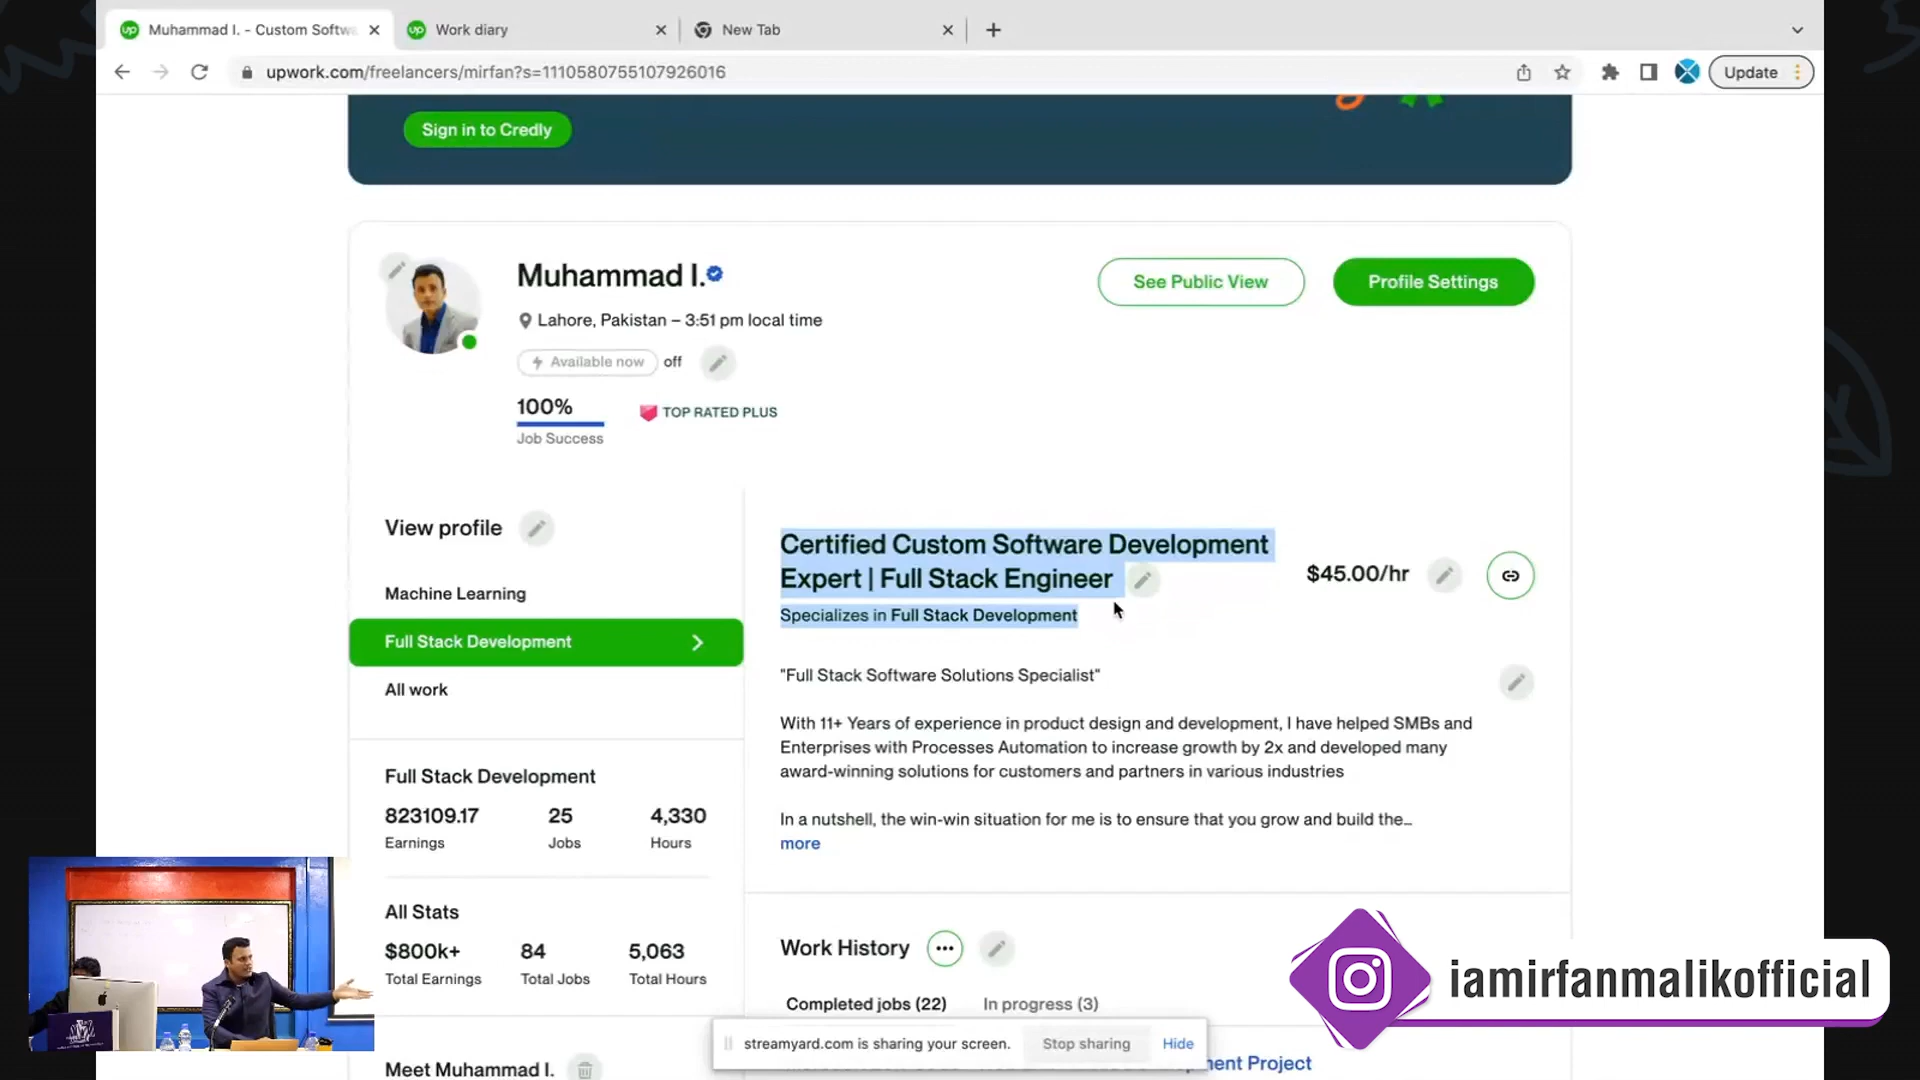 Muhammad I. - Custom Softw
Work diary
New Tab
upwork.com/freelancers/mirfan?s=1110580755107926016
Update
Sign in to Credly
Muhammad I.
See Public View
Profile Settings
Lahore, Pakistan – 3:51 pm local time
Available now
off
100%
TOP RATED PLUS
Job Success
View profile
Machine Learning
Full Stack Development
All work
Certified Custom Software Development
Expert | Full Stack Engineer
$45.00/hr
Specializes in Full Stack Development
"Full Stack Software Solutions Specialist"
With 11+ Years of experience in product design and development, I have helped SMBs and
Enterprises with Processes Automation to increase growth by 2x and developed many
award-winning solutions for customers and partners in various industries
In a nutshell, the win-win situation for me is to ensure that you grow and build the...
more
Full Stack Development
823109.17 25 4,330
Earnings Jobs Hours
All Stats
$800k+ 84 5,063
Total Earnings Total Jobs Total Hours
Meet Muhammad I.
Work History
Completed jobs (22)
In progress (3)
streamyard.com is sharing your screen.
Stop sharing
Hide
ent Project
iamirfanmalikofficial